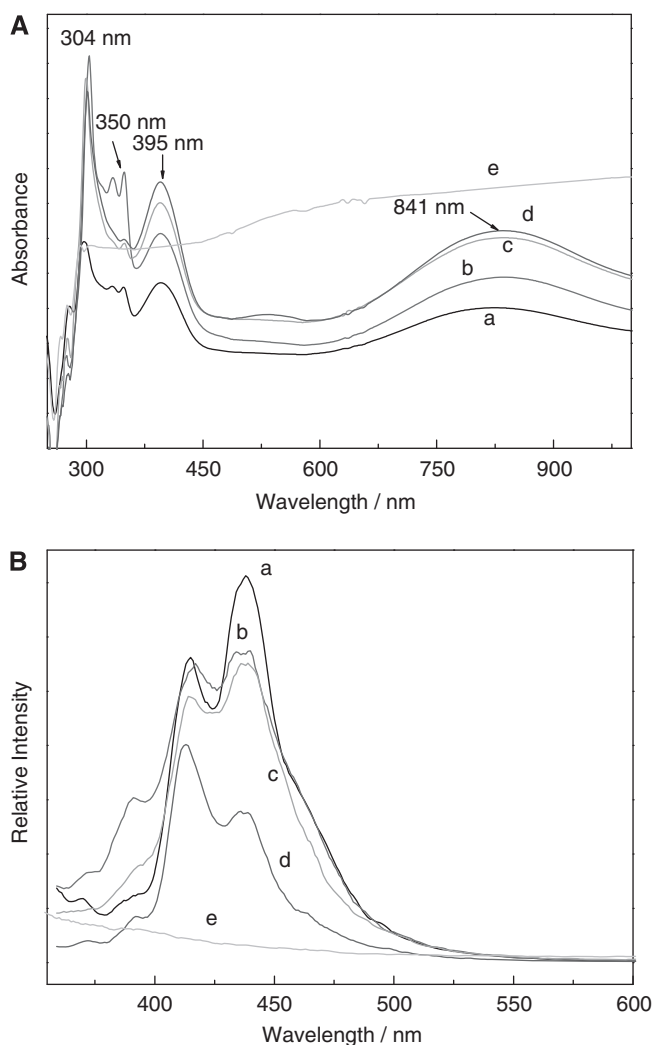 A
304 nm
350 nm
395 nm
e
841 nm
d
c
b
a
Absorbance
300 450 600 750 900
Wavelength / nm
B
a
b
c
d
e
Relative Intensity
400 450 500 550 600
Wavelength / nm